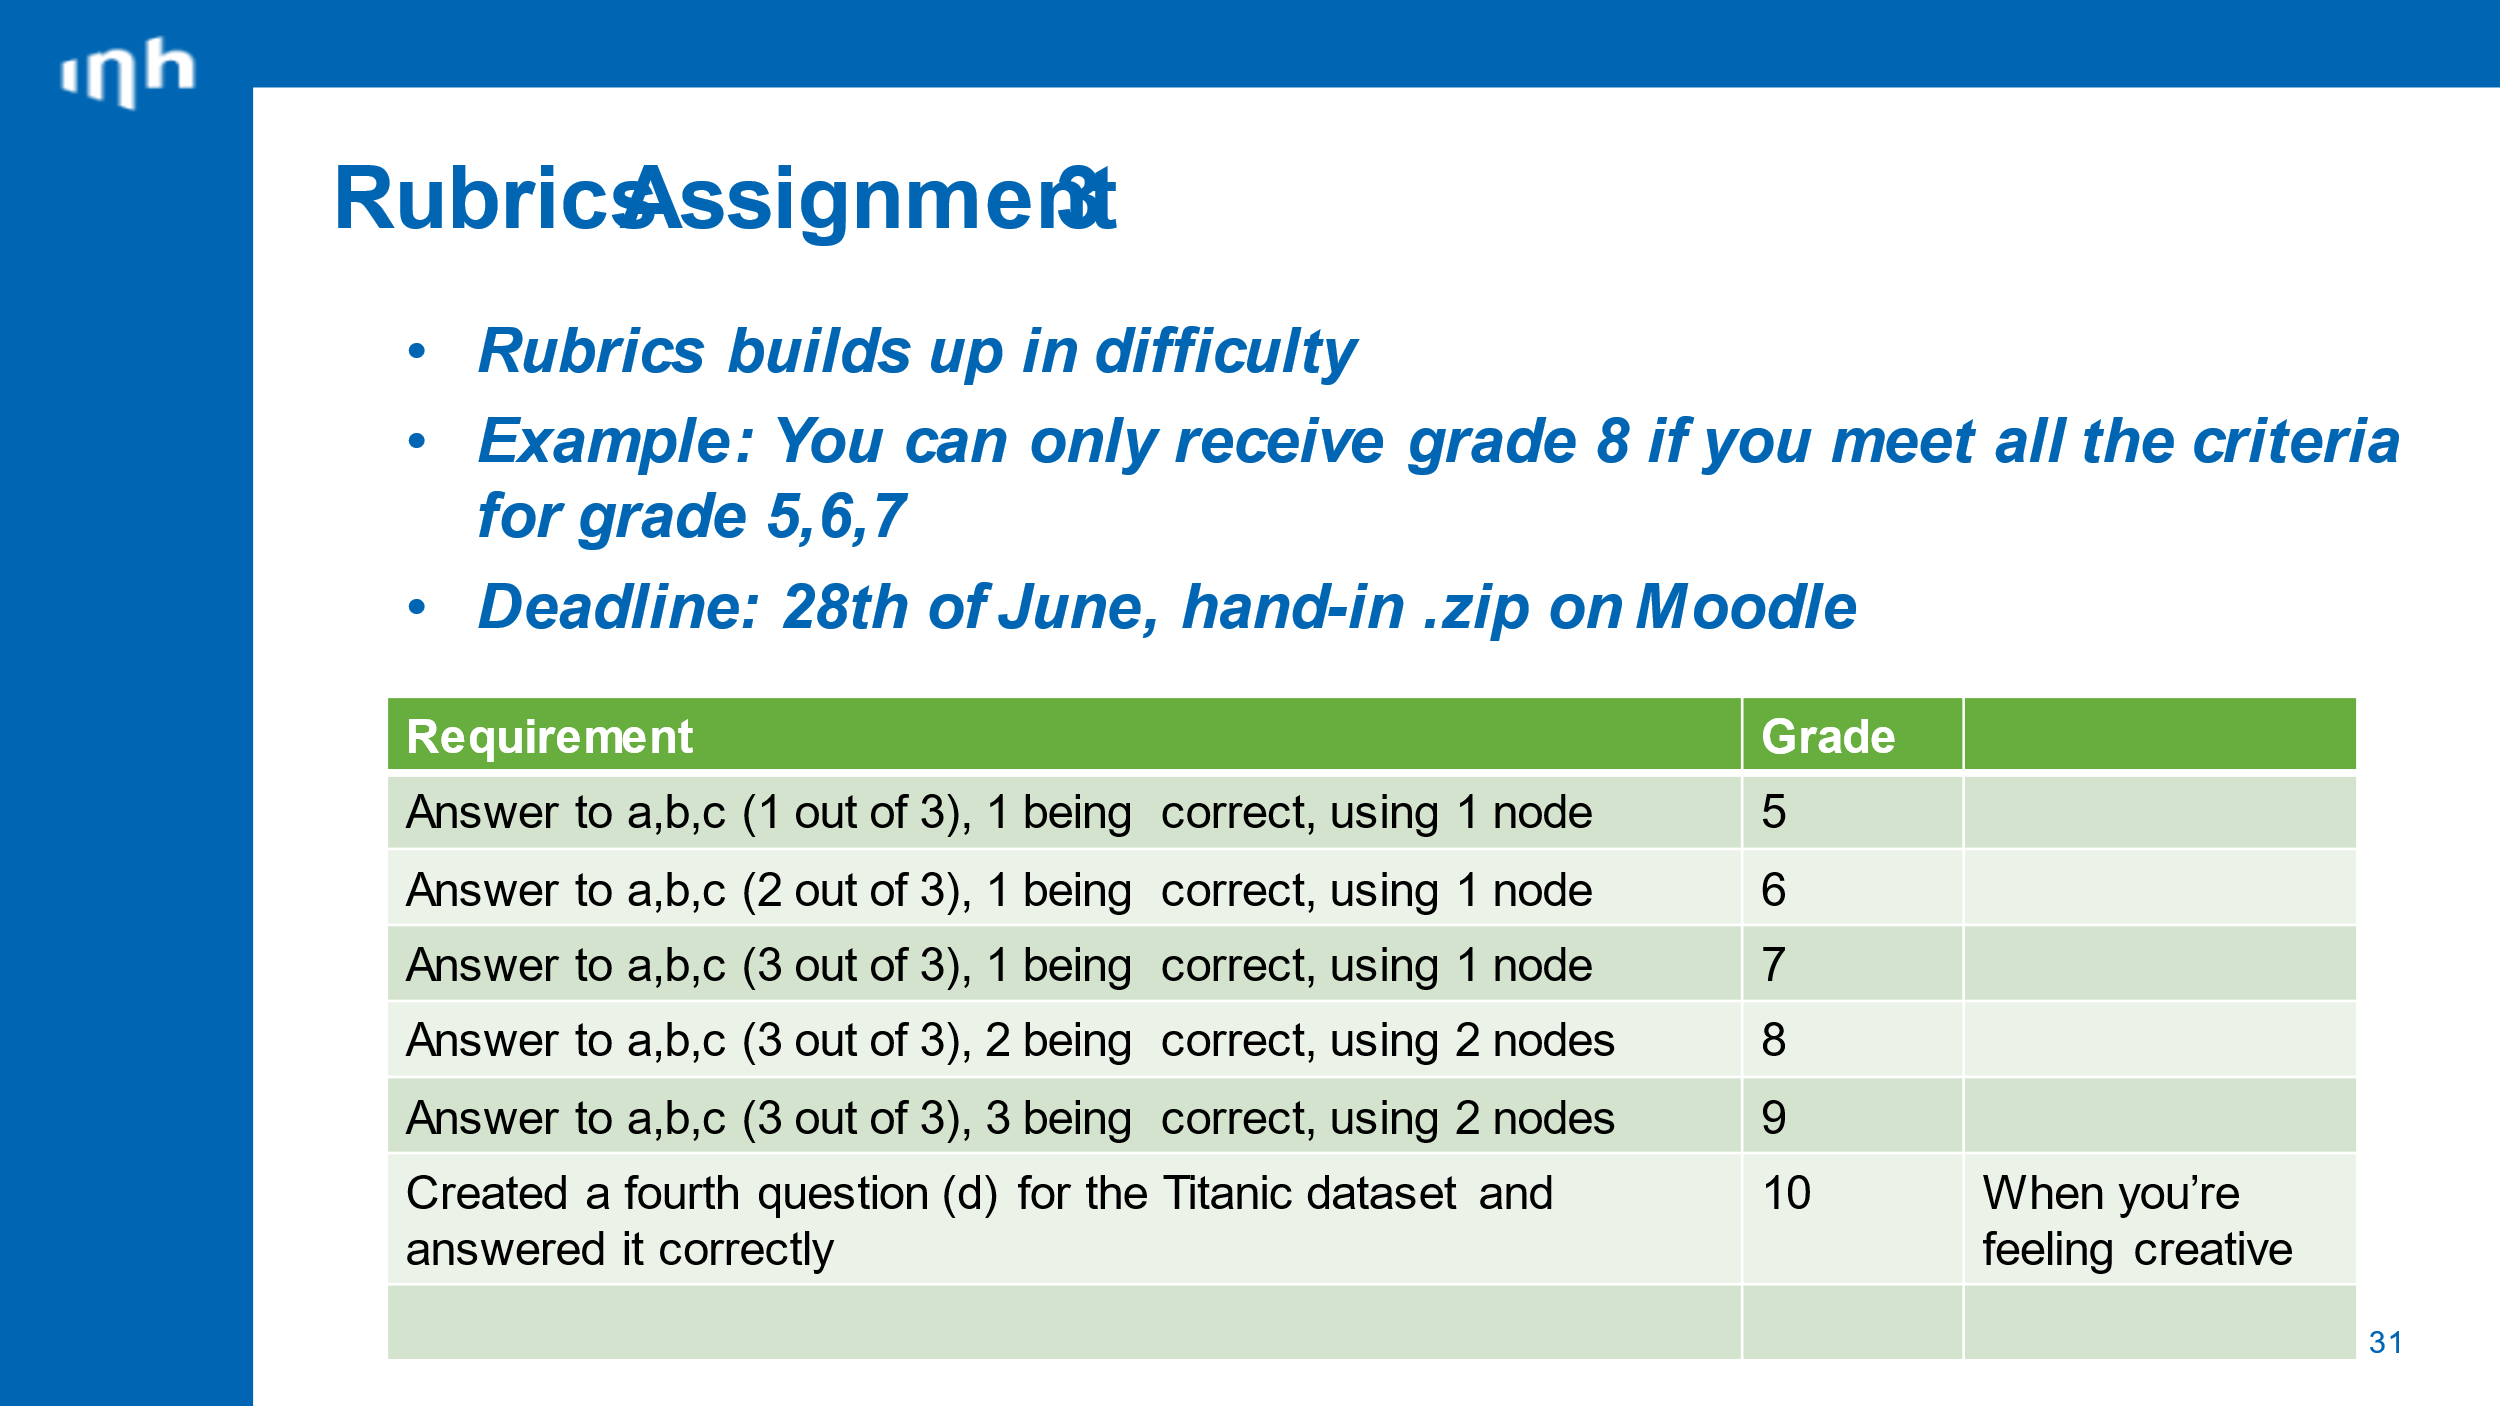 inh
Rubrics Assignment 3
• Rubrics builds up in difficulty
• Example: You can only receive grade 8 if you meet all the criteria
for grade 5,6,7
• Deadline: 28th of June, hand-in .zip on Moodle
Requirement Grade
Answer to a,b,c (1 out of 3), 1 being correct, using 1 node 5
Answer to a,b,c (2 out of 3), 1 being correct, using 1 node 6
Answer to a,b,c (3 out of 3), 1 being correct, using 1 node 7
Answer to a,b,c (3 out of 3), 2 being correct, using 2 nodes 8
Answer to a,b,c (3 out of 3), 3 being correct, using 2 nodes 9
Created a fourth question (d) for the Titanic dataset and 10 When you’re
answered it correctly feeling creative
31